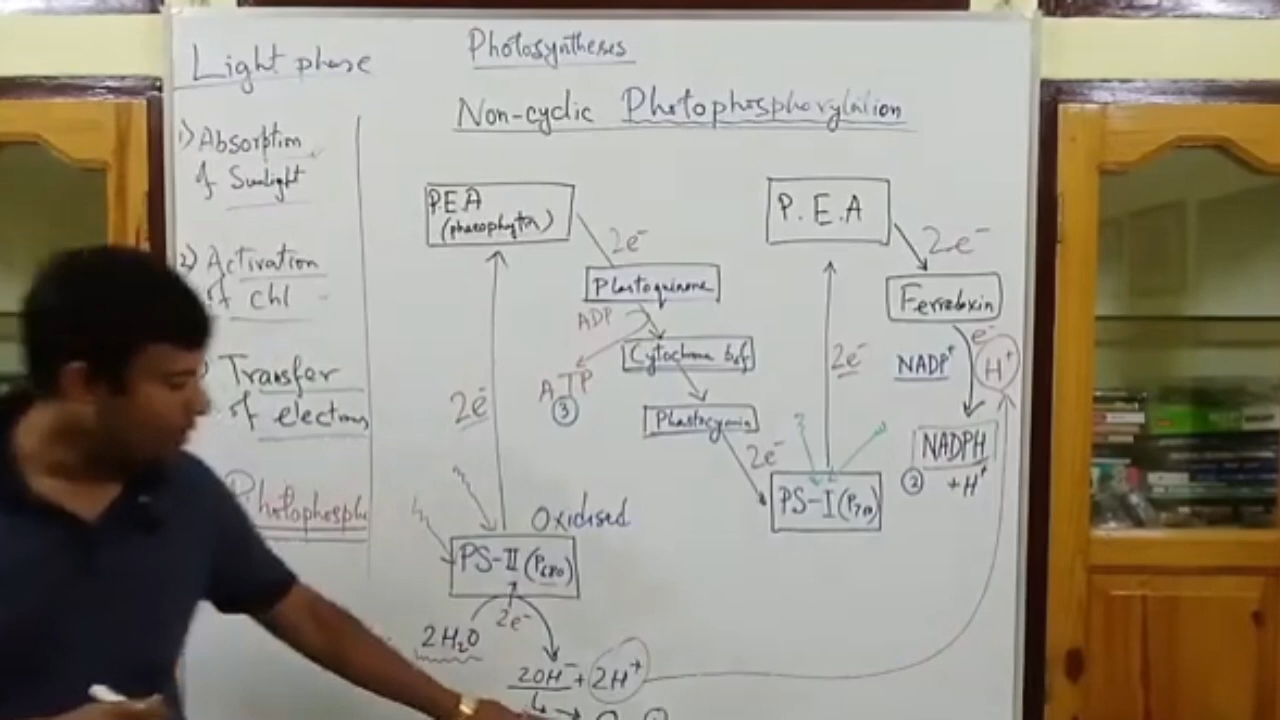 Photosyntheses
Light phase
Non-cyclic Photophosphorylation
1) Absorption
of Sunlight
2) Activation
of chl
Transfer
of electrons
Photophospho
P.E.A
(phaeophytin)
2e⁻
Plastoquinone
ADP
ATP
③
Cytochrome b₆f
Plastocyanin
2e⁻
2e⁻
Oxidised
PS-II (P₆₈₀)
2e⁻
2H₂O
2OH⁻ + 2H⁺
P.E.A
2e⁻
Ferredoxin
e⁻
2e⁻
NADP⁺
H⁺
NADPH
② + H⁺
PS-I (P₇₀₀)